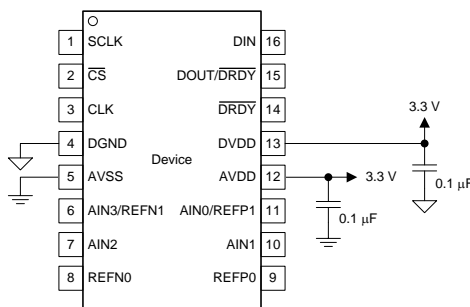 1 SCLK DIN 16
2 CS DOUT/DRDY 15
3 CLK DRDY 14
3.3 V
4 DGND DVDD 13
Device
5 AVSS AVDD 12
3.3 V
0.1 μF
6 AIN3/REFN1 AIN0/REFP1 11
0.1 μF
7 AIN2 AIN1 10
8 REFN0 REFP0 9